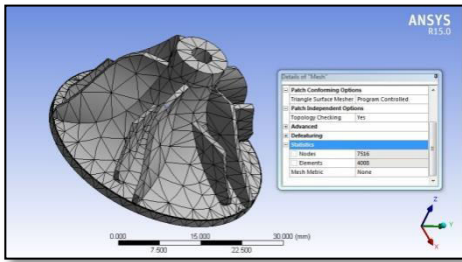 ANSYS
R15.0
Details of "Mesh"
Patch Conforming Options
Triangle Surface Mesher Program Controlled
Patch Independent Options
Topology Checking Yes
Advanced
Defeaturing
Statistics
Nodes 7516
Elements 4008
Mesh Metric None
0.000 15.000 30.000 (mm)
7.500 22.500
Z
Y
X